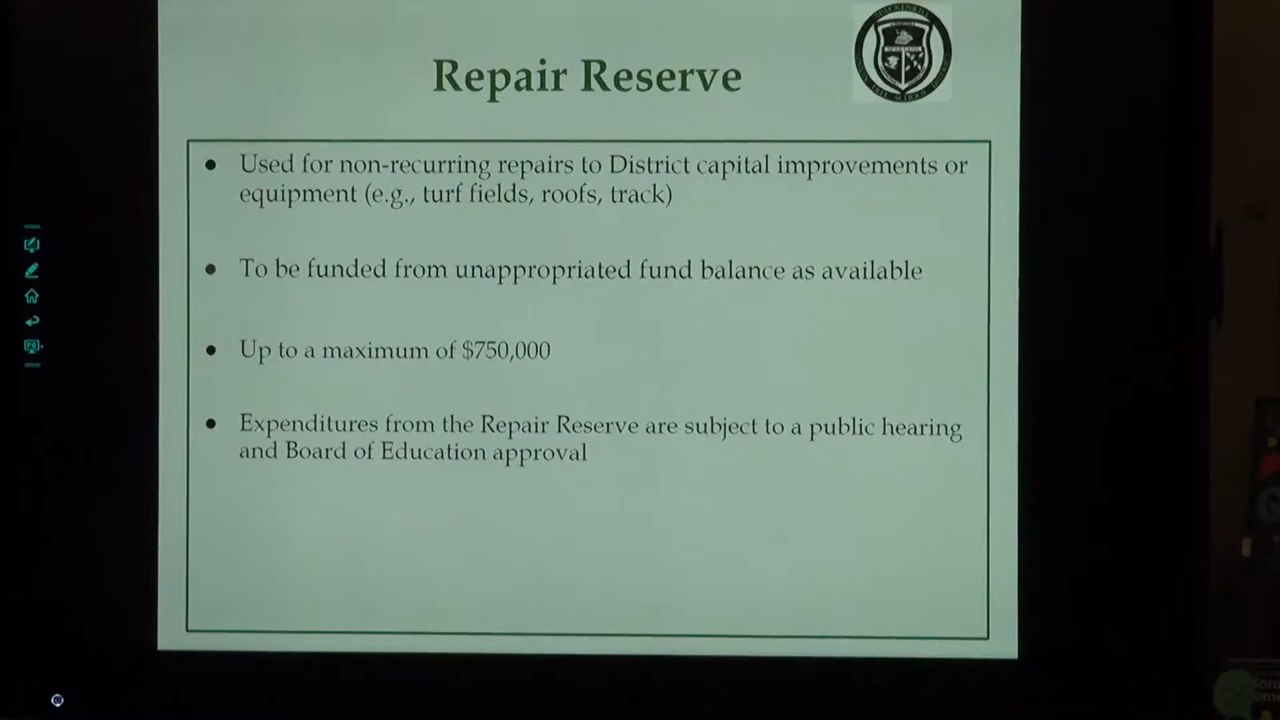 Repair Reserve
● Used for non-recurring repairs to District capital improvements or
equipment (e.g., turf fields, roofs, track)
● To be funded from unappropriated fund balance as available
● Up to a maximum of $750,000
● Expenditures from the Repair Reserve are subject to a public hearing
and Board of Education approval